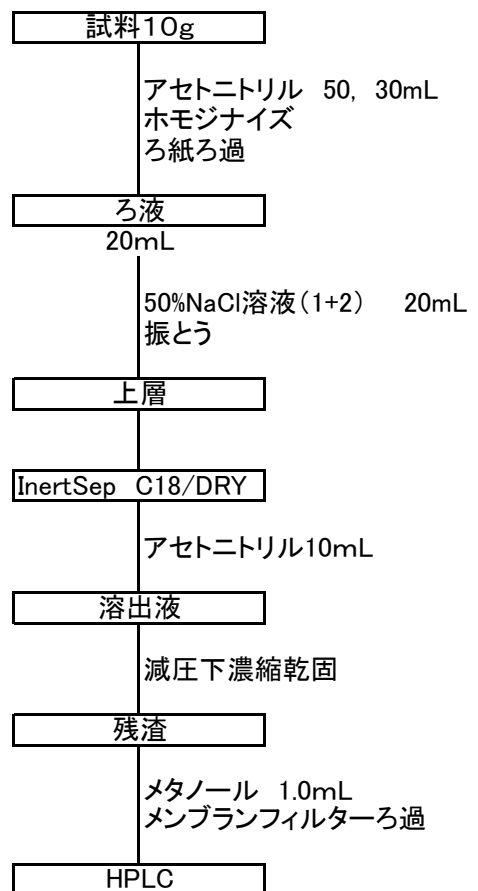 試料10g
アセトニトリル　50, 30mL
ホモジナイズ
ろ紙ろ過
ろ液
20mL
50%NaCl溶液(1+2)　20mL
振とう
上層
InertSep C18/DRY
アセトニトリル10mL
溶出液
減圧下濃縮乾固
残渣
メタノール　1.0mL
メンブランフィルターろ過
HPLC